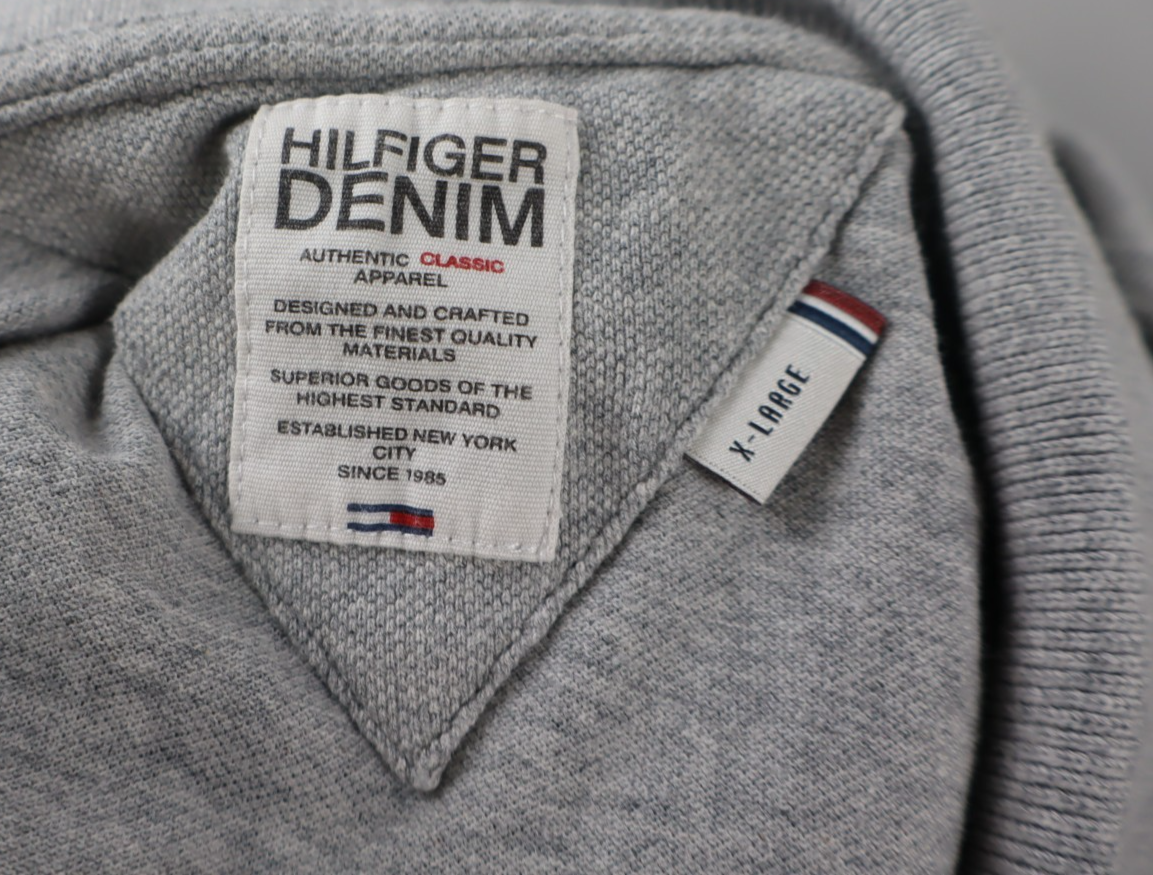 HILFIGER
DENIM
AUTHENTIC CLASSIC
APPAREL
DESIGNED AND CRAFTED
FROM THE FINEST QUALITY
MATERIALS
SUPERIOR GOODS OF THE
HIGHEST STANDARD
ESTABLISHED NEW YORK
CITY
SINCE 1985
X-LARGE